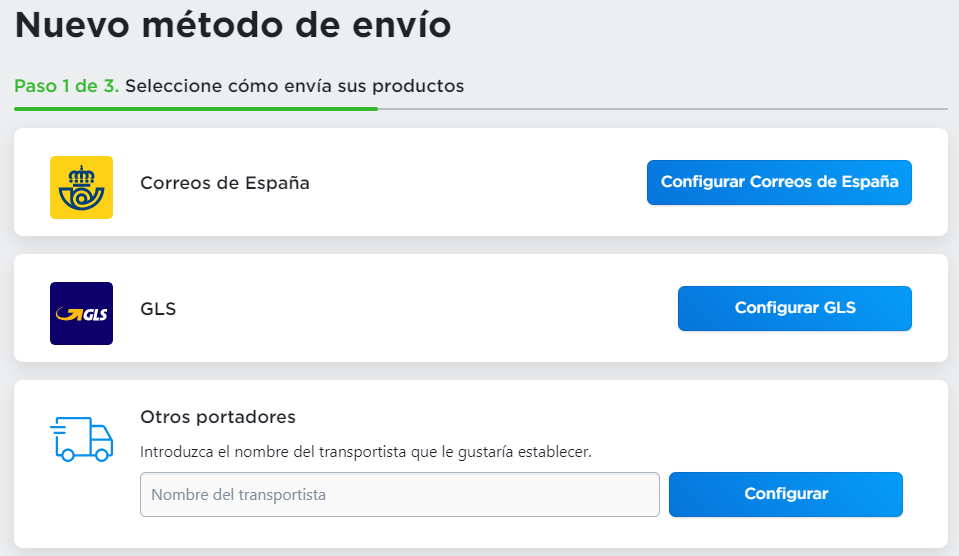 Nuevo método de envío
Paso 1 de 3. Seleccione cómo envía sus productos
Correos de España
Configurar Correos de España
GLS
GLS
Configurar GLS
Otros portadores
Introduzca el nombre del transportista que le gustaría establecer.
Nombre del transportista
Configurar